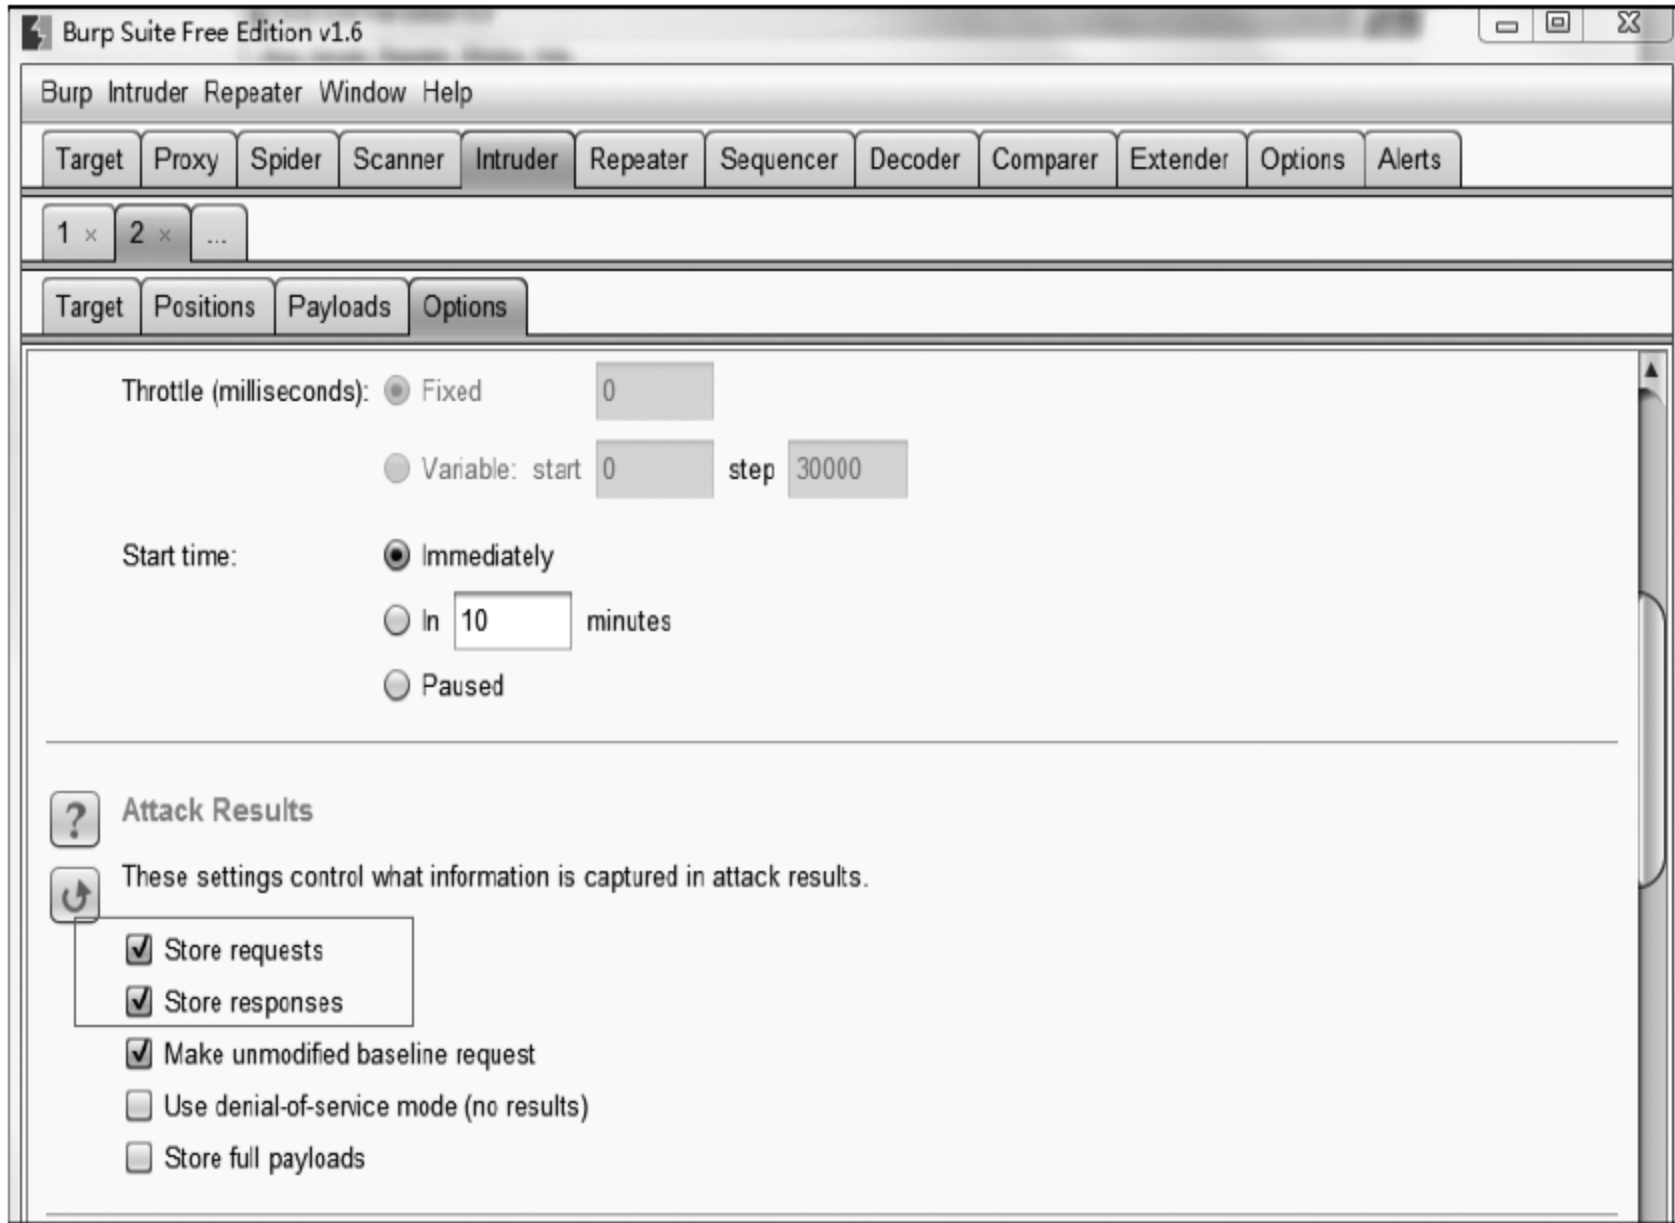 Burp Suite Free Edition v1.6
Burp Intruder Repeater Window Help
Target Proxy Spider Scanner Intruder Repeater Sequencer Decoder Comparer Extender Options Alerts
1 × 2 × ...
Target Positions Payloads Options
Throttle (milliseconds): Fixed 0
Variable: start 0 step 30000
Start time: Immediately
In 10 minutes
Paused
? Attack Results
These settings control what information is captured in attack results.
Store requests
Store responses
Make unmodified baseline request
Use denial-of-service mode (no results)
Store full payloads